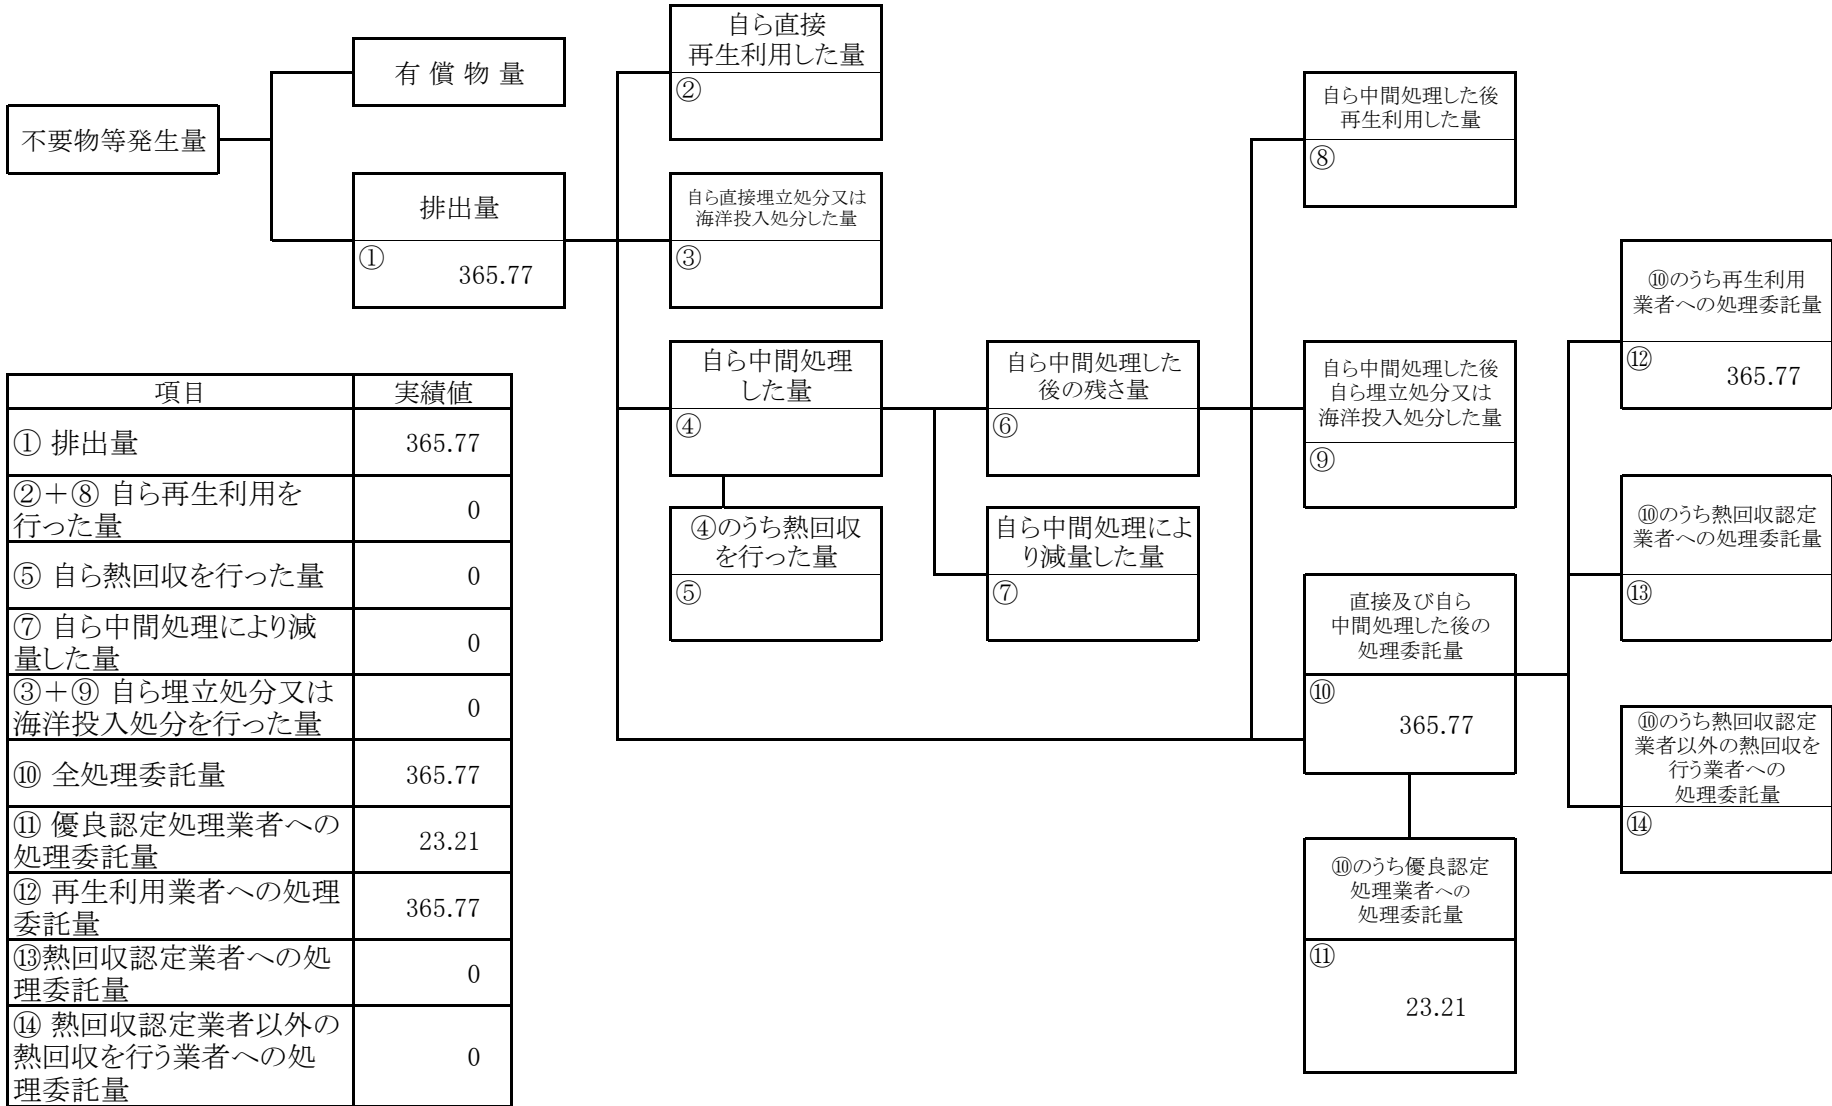 自ら直接
再生利用した量
②
有 償 物 量
不要物等発生量
排出量
①
365.77
自ら直接埋立処分又は
海洋投入処分した量
③
自ら中間処理した後
再生利用した量
⑧
⑩のうち再生利用
業者への処理委託量
⑫
365.77
自ら中間処理
した量
④
自ら中間処理した
後の残さ量
⑥
自ら中間処理した後
自ら埋立処分又は
海洋投入処分した量
⑨
④のうち熱回収
を行った量
⑤
自ら中間処理によ
り減量した量
⑦
⑩のうち熱回収認定
業者への処理委託量
⑬
直接及び自ら
中間処理した後の
処理委託量
⑩
365.77
⑩のうち熱回収認定
業者以外の熱回収を
行う業者への
処理委託量
⑭
⑩のうち優良認定
処理業者への
処理委託量
⑪
23.21
項目 実績値
① 排出量 365.77
②＋⑧ 自ら再生利用を
行った量 0
⑤ 自ら熱回収を行った量 0
⑦ 自ら中間処理により減
量した量 0
③＋⑨ 自ら埋立処分又は
海洋投入処分を行った量 0
⑩ 全処理委託量 365.77
⑪ 優良認定処理業者への
処理委託量 23.21
⑫ 再生利用業者への処理
委託量 365.77
⑬熱回収認定業者への処
理委託量 0
⑭ 熱回収認定業者以外の
熱回収を行う業者への処
理委託量 0